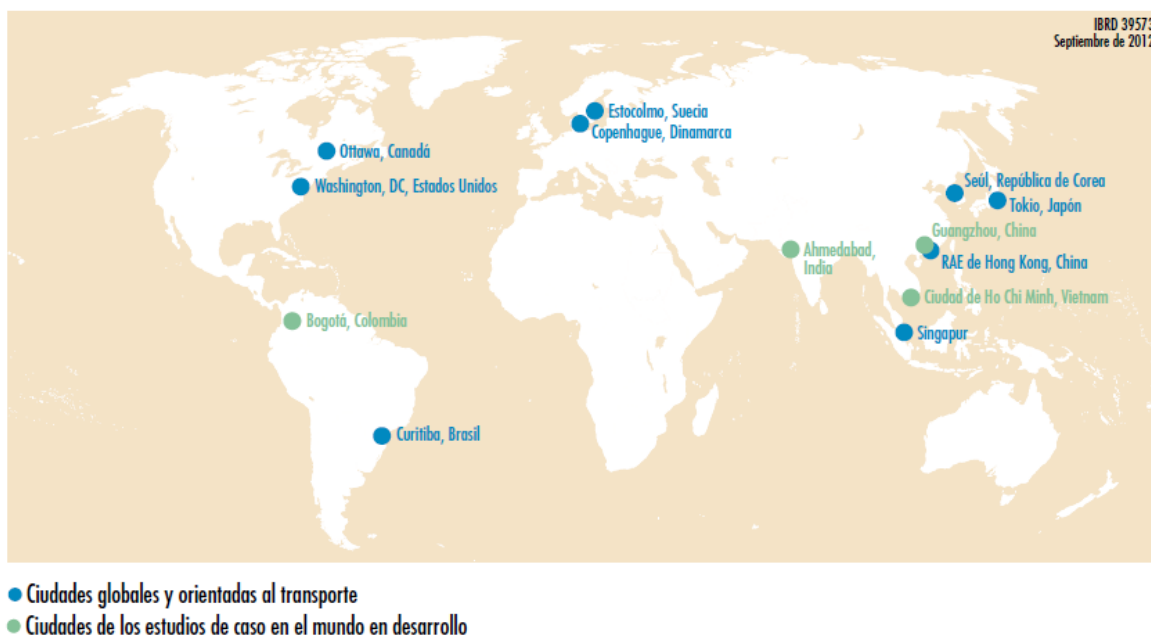 IBRD 39573
Septiembre de 2012
Estocolmo, Suecia
Copenhague, Dinamarca
Ottawa, Canadá
Washington, DC, Estados Unidos
Seúl, República de Corea
Tokio, Japón
Guangzhou, China
Ahmedabad,
India
RAE de Hong Kong, China
Ciudad de Ho Chi Minh, Vietnam
Bogotá, Colombia
Singapur
Curitiba, Brasil
Ciudades globales y orientadas al transporte
Ciudades de los estudios de caso en el mundo en desarrollo